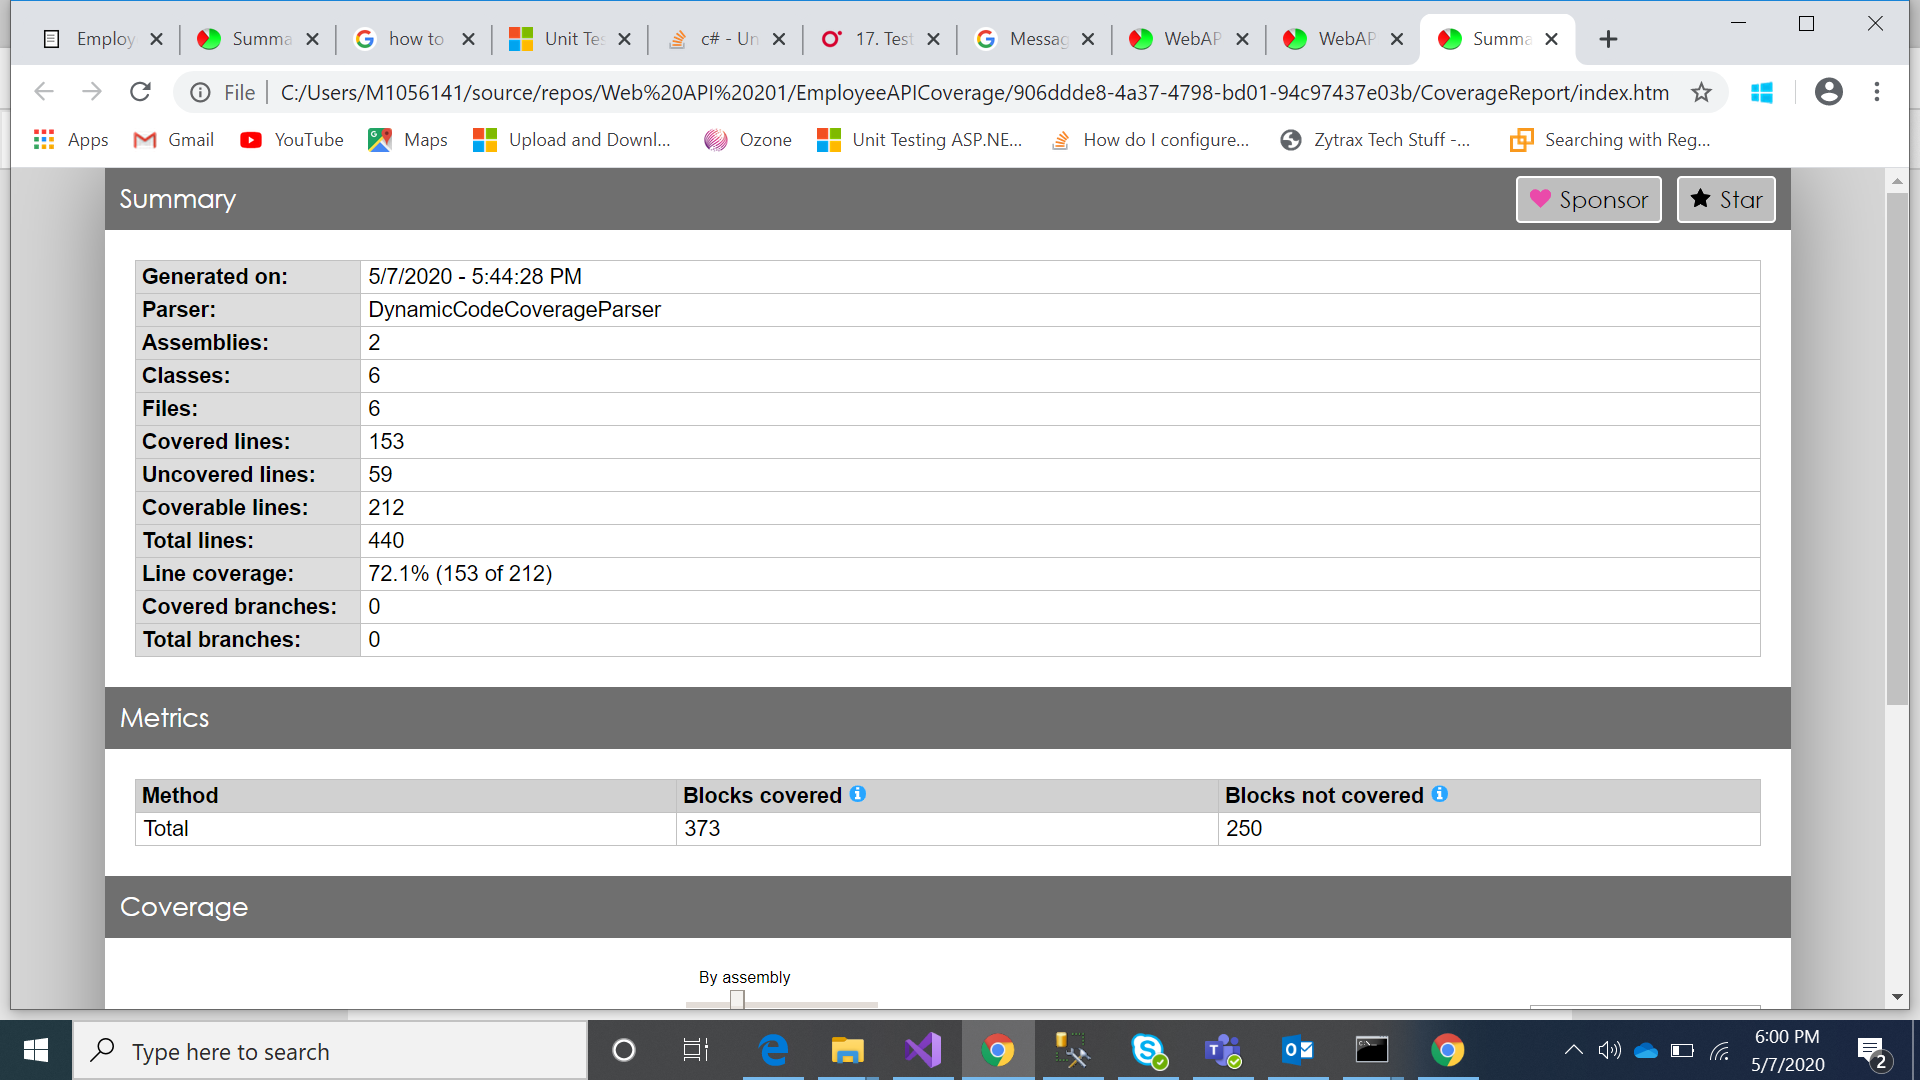 Employ
Summa
how to
Unit Tes
c# - Un
17. Test
Messag
WebAP
WebAP
Summa
File
C:/Users/M1056141/source/repos/Web%20API%20201/EmployeeAPICoverage/906ddde8-4a37-4798-bd01-94c97437e03b/CoverageReport/index.htm
Apps
Gmail
YouTube
Maps
Upload and Downl...
Ozone
Unit Testing ASP.NE...
How do I configure...
Zytrax Tech Stuff -...
Searching with Reg...
Summary
Sponsor
Star
Generated on: 5/7/2020 - 5:44:28 PM
Parser: DynamicCodeCoverageParser
Assemblies: 2
Classes: 6
Files: 6
Covered lines: 153
Uncovered lines: 59
Coverable lines: 212
Total lines: 440
Line coverage: 72.1% (153 of 212)
Covered branches: 0
Total branches: 0
Metrics
Method Blocks covered Blocks not covered
Total 373 250
Coverage
By assembly
Type here to search
6:00 PM
5/7/2020
2